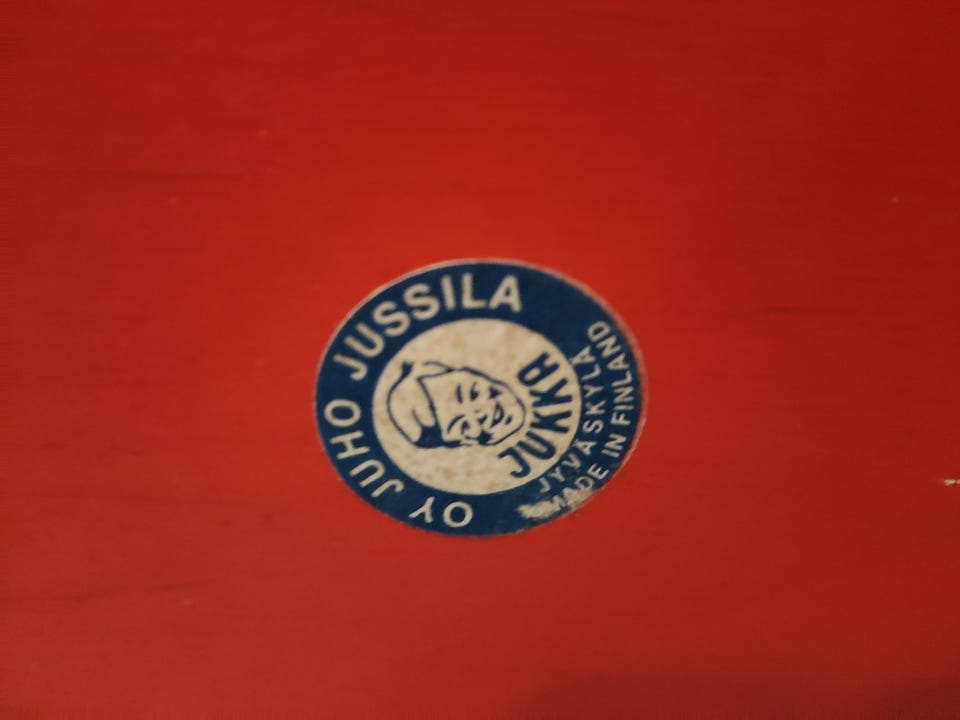 OY JUHO JUSSILA
JUKKA
JYVÄSKYLÄ
MADE IN FINLAND